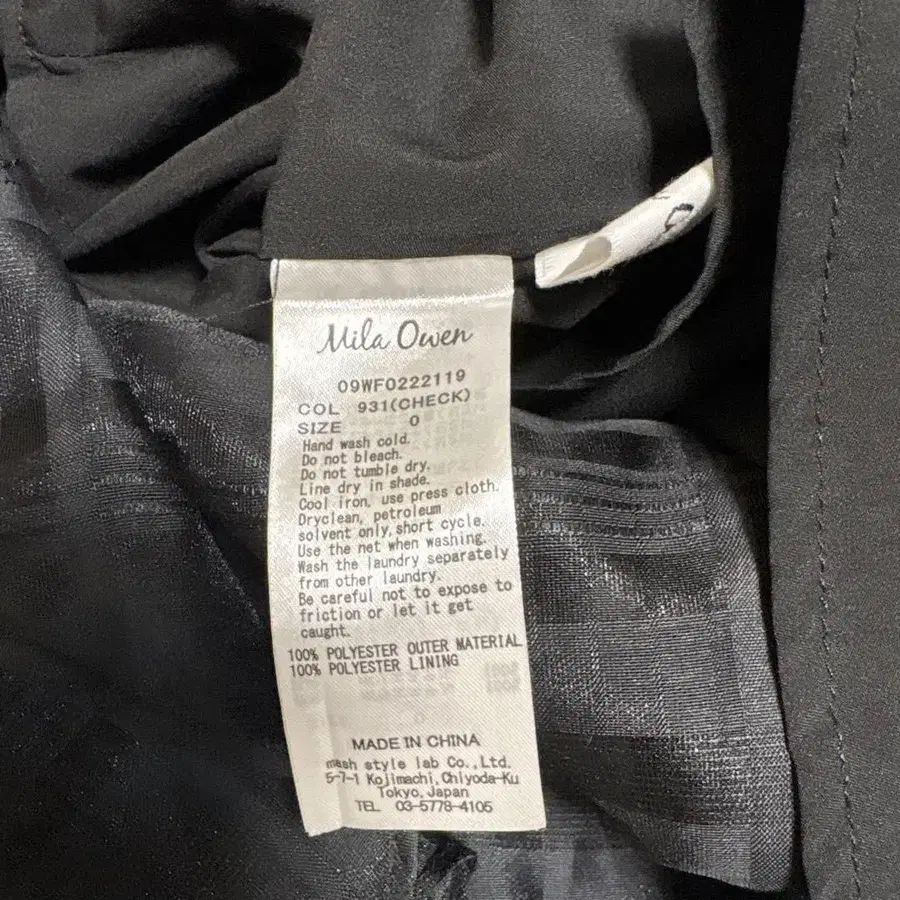 Mila Owen
09WF0222119
COL 931(CHECK)
SIZE 0
Hand wash cold.
Do not bleach.
Do not tumble dry.
Line dry in shade.
Cool iron, use press cloth.
Dryclean, petroleum
solvent only, short cycle.
Use the net when washing.
Wash the laundry separately
from other laundry.
Be careful not to expose to
friction or let it get
caught.
100% POLYESTER OUTER MATERIAL
100% POLYESTER LINING
MADE IN CHINA
mash style lab Co.,Ltd.
5-7-1 Kojimachi,Chiyoda-Ku
Tokyo,Japan
TEL 03-5778-4105